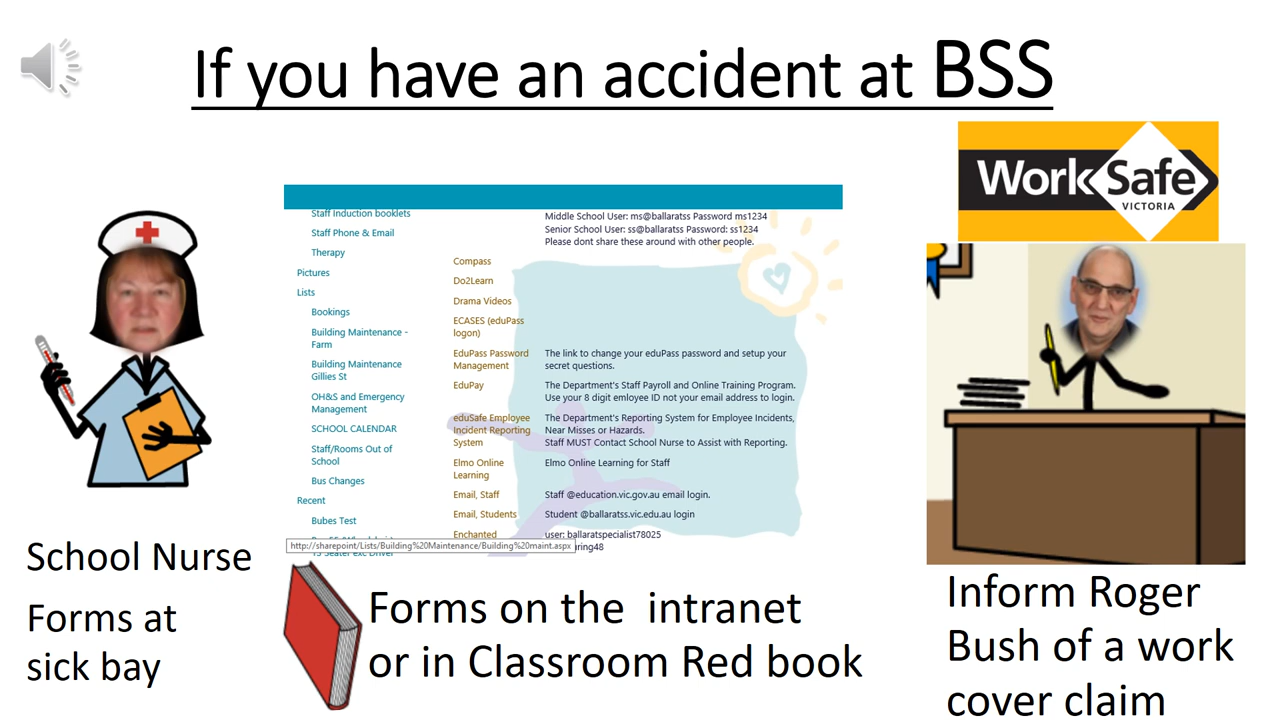 If you have an accident at BSS
WorkSafe
VICTORIA
Staff Induction booklets
Staff Phone & Email
Therapy
Pictures
Lists
Bookings
Building Maintenance -
Farm
Building Maintenance
Gillies St
OH&S and Emergency
Management
SCHOOL CALENDAR
Staff/Rooms Out of
School
Bus Changes
Recent
Bubes Test
Middle School User: ms@ballaratss Password ms1234
Senior School User: ss@ballaratss Password: ss1234
Please dont share these around with other people.
Compass
Do2Learn
Drama Videos
ECASES (eduPass
logon)
EduPass Password
Management
The link to change your eduPass password and setup your
secret questions.
EduPay
The Department's Staff Payroll and Online Training Program.
Use your 8 digit emloyee ID not your email address to login.
eduSafe Employee
Incident Reporting
System
The Department's Reporting System for Employee Incidents,
Near Misses or Hazards.
Staff MUST Contact School Nurse to Assist with Reporting.
Elmo Online
Learning
Elmo Online Learning for Staff
Email, Staff
Staff @education.vic.gov.au email login.
Email, Students
Student @ballaratss.vic.edu.au login
Enchanted
user: ballaratspecialist78025
ring48
http://sharepoint/Lists/Building%20Maintenance/Building%20maint.aspx
School Nurse
Forms at
sick bay
Forms on the intranet
or in Classroom Red book
Inform Roger
Bush of a work
cover claim